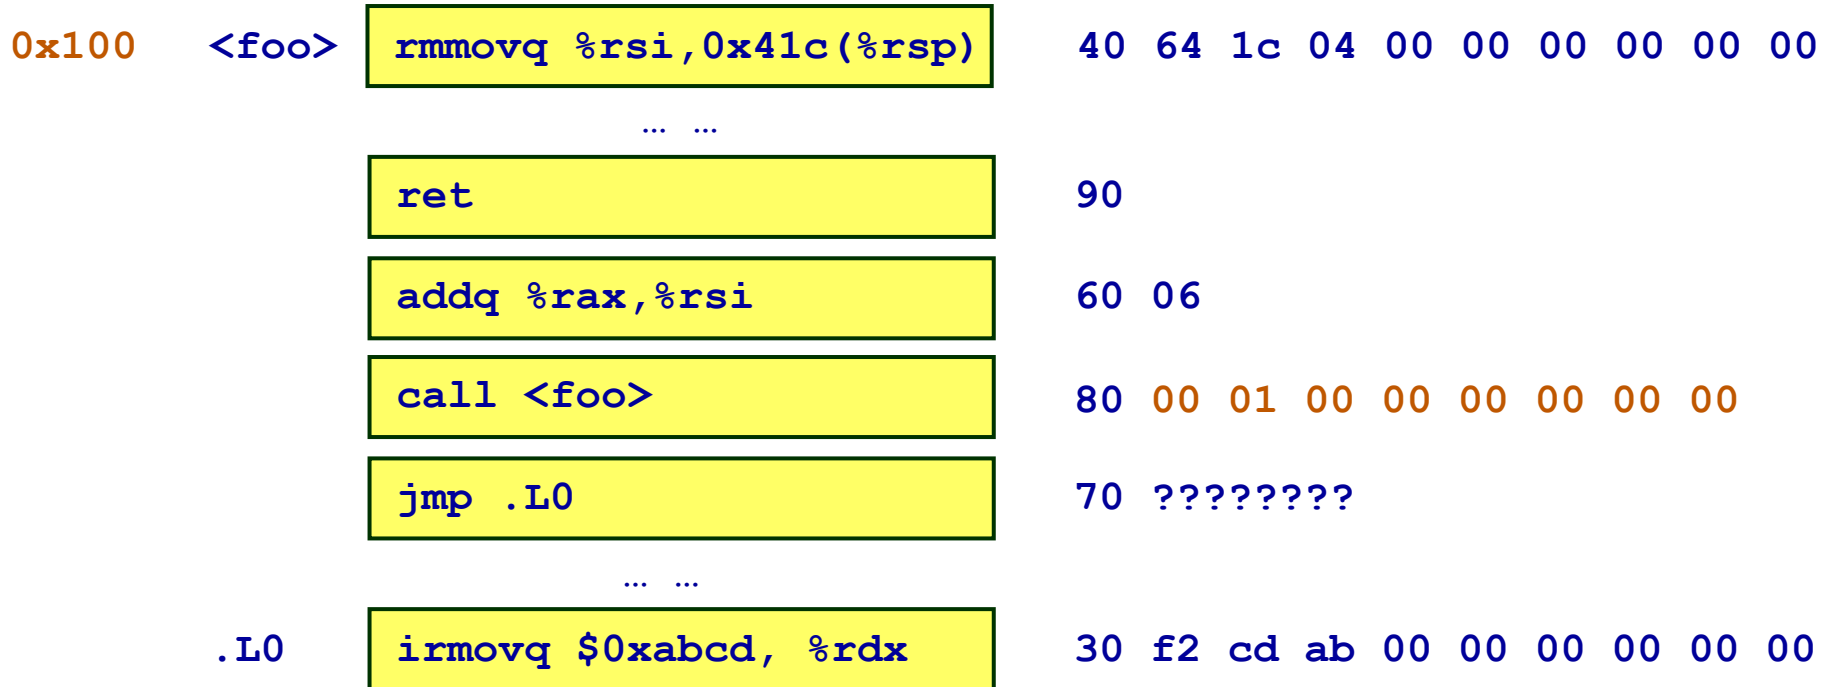 0x100 <foo> rmmovq %rsi,0x41c(%rsp) 40 64 1c 04 00 00 00 00 00 00
… …
ret 90
addq %rax,%rsi 60 06
call <foo> 80 00 01 00 00 00 00 00 00
jmp .L0 70 ????????
… …
.L0 irmovq $0xabcd, %rdx 30 f2 cd ab 00 00 00 00 00 00